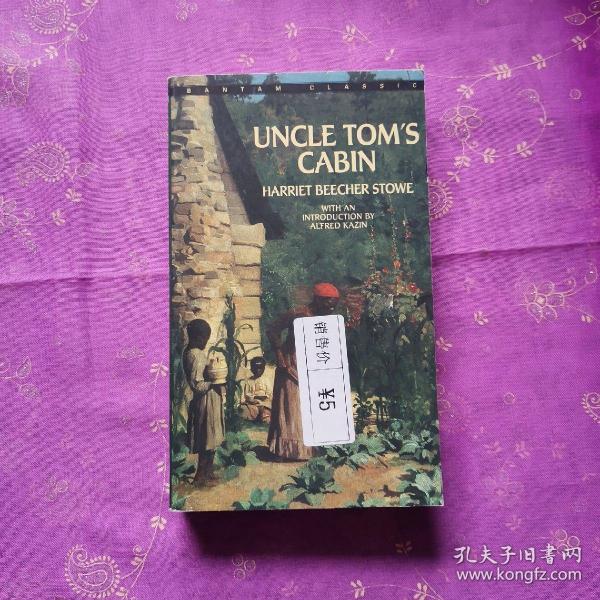 BANTAM CLASSIC
UNCLE TOM'S
CABIN
HARRIET BEECHER STOWE
WITH AN
INTRODUCTION BY
ALFRED KAZIN
销售价
¥5
孔夫子旧书网
www.kongfz.com